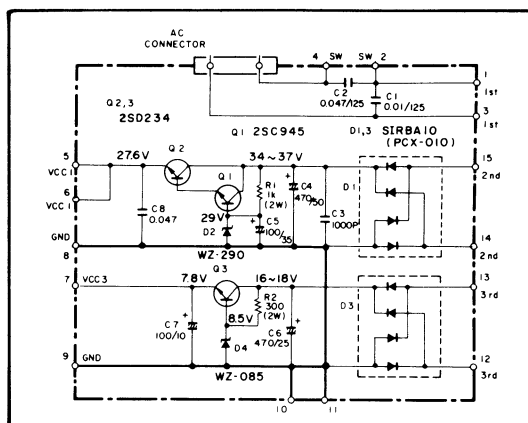 AC
CONNECTOR
4 SW SW 2
1
1st
C2
0.047/125
C1
0.01/125
3
1st
Q2,3
2SD234
Q1 2SC945
D1,3 SIRBA10
(PCX-010)
5
VCC1
27.6V
Q2
34~37V
15
2nd
Q1
R1
1k
(2W)
C4
470/50
D1
6
VCC1
C8
0.047
29V
D2
C5
100/35
C3
1000P
GND
8
WZ-290
14
2nd
7
VCC3
7.8V
Q3
16~18V
13
3rd
R2
300
(2W)
D3
8.5V
C7
100/10
D4
C6
470/25
9
GND
WZ-085
12
3rd
10
11